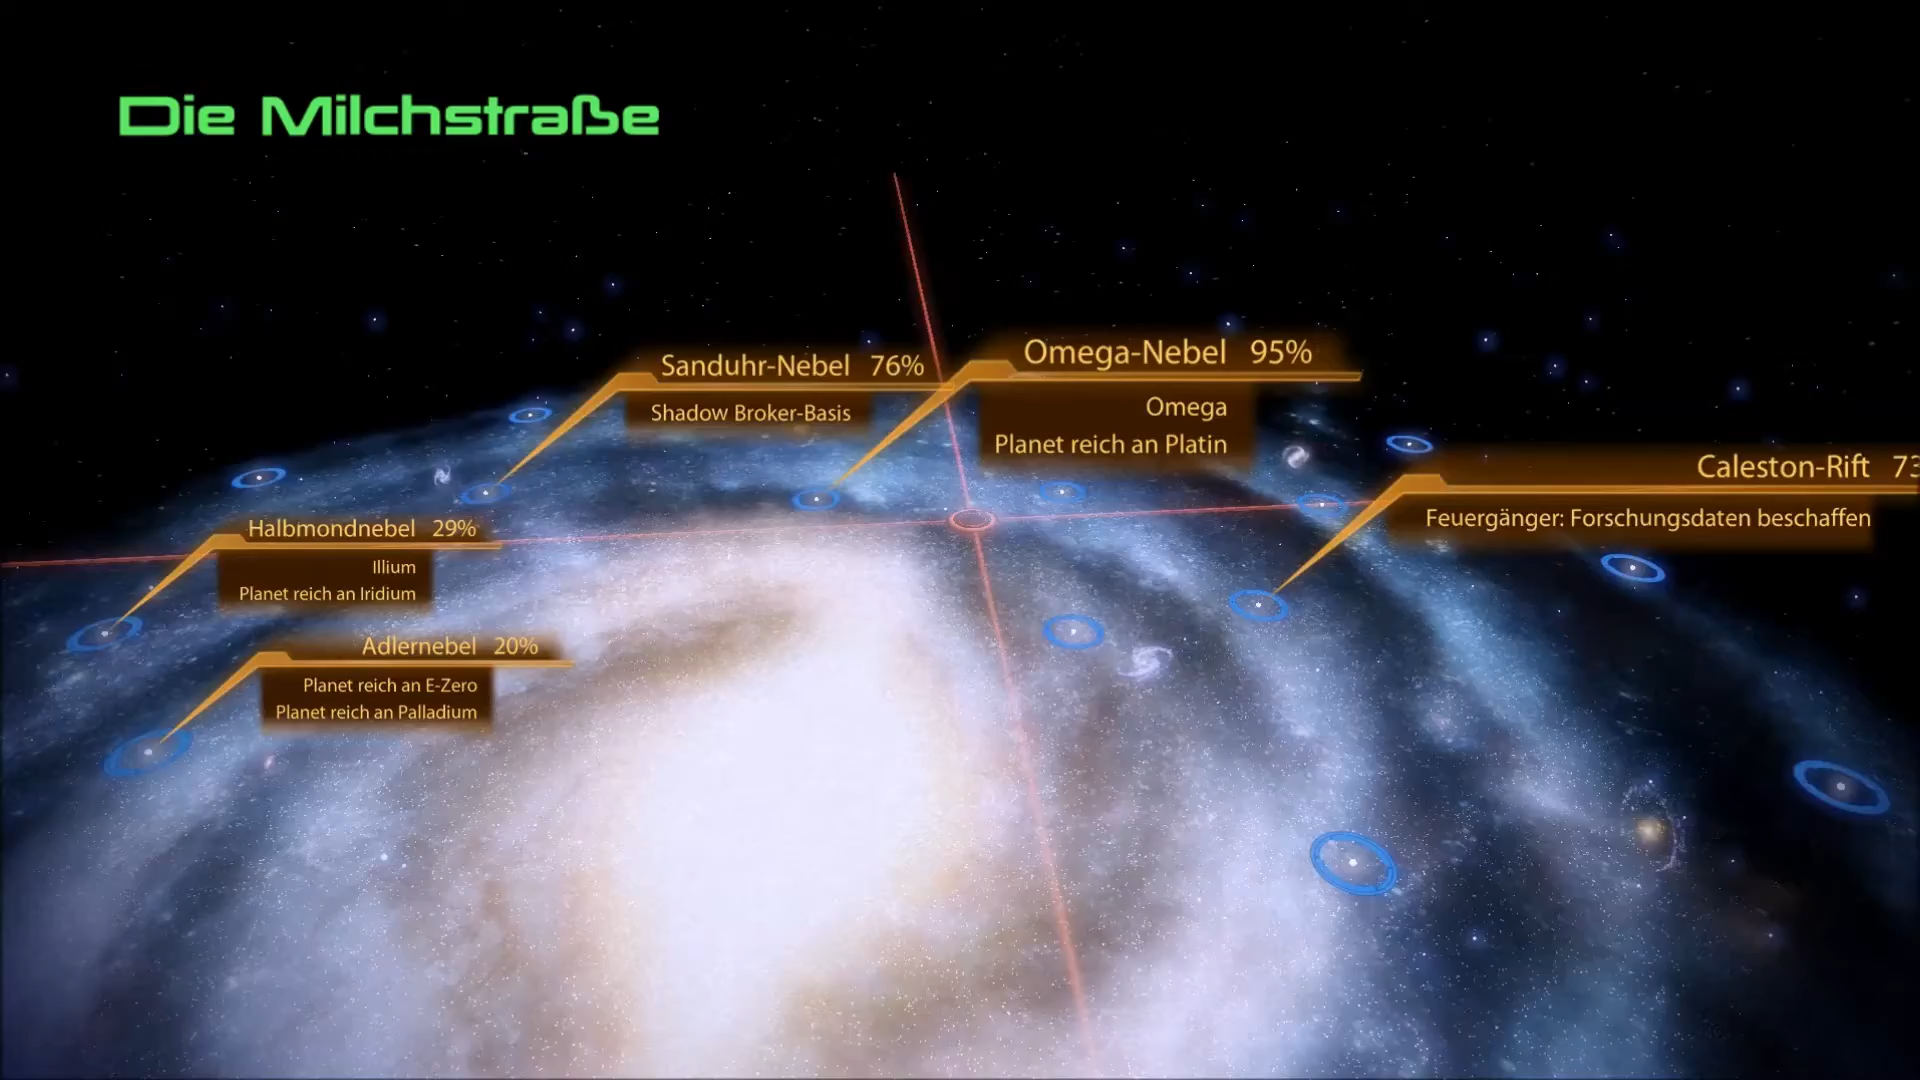 Die Milchstraße
Sanduhr-Nebel 76%
Shadow Broker-Basis
Omega-Nebel 95%
Omega
Planet reich an Platin
Caleston-Rift 73
Feuergänger: Forschungsdaten beschaffen
Halbmondnebel 29%
Illium
Planet reich an Iridium
Adlernebel 20%
Planet reich an E-Zero
Planet reich an Palladium